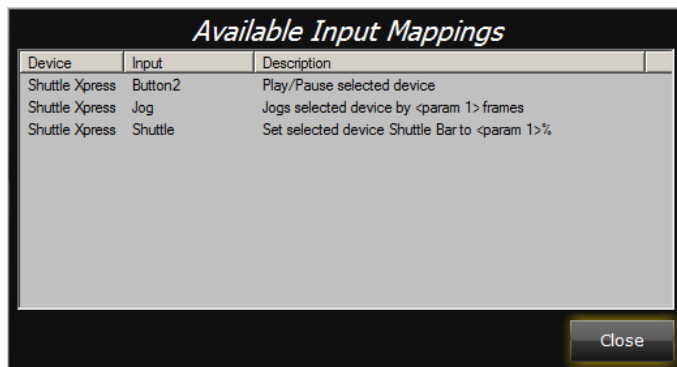 Available Input Mappings
Device Input Description
Shuttle Xpress Button2 Play/Pause selected device
Shuttle Xpress Jog Jogs selected device by <param 1> frames
Shuttle Xpress Shuttle Set selected device Shuttle Bar to <param 1>%
Close